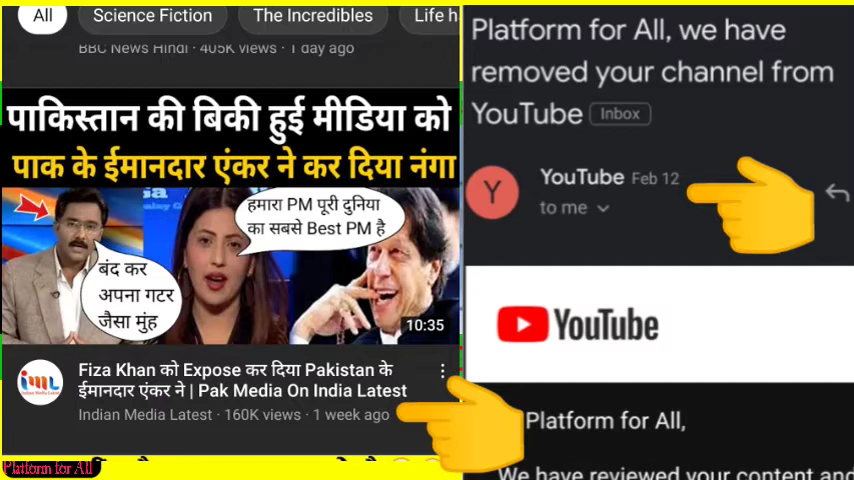 All
Science Fiction
The Incredibles
Life h
BBC News Hindi · 405K views · 1 day ago
पाकिस्तान की बिकी हुई मीडिया को
पाक के ईमानदार एंकर ने कर दिया नंगा
हमारा PM पूरी दुनिया
का सबसे Best PM है
बंद कर
अपना गटर
जैसा मुंह
10:35
Fiza Khan को Expose कर दिया Pakistan के
ईमानदार एंकर ने | Pak Media On India Latest
Indian Media Latest · 160K views · 1 week ago
iml
Indian Media Latest
Platform for All
Platform for All, we have
removed your channel from
YouTube Inbox
Y
YouTube Feb 12
to me
YouTube
Platform for All,
We have reviewed your content and